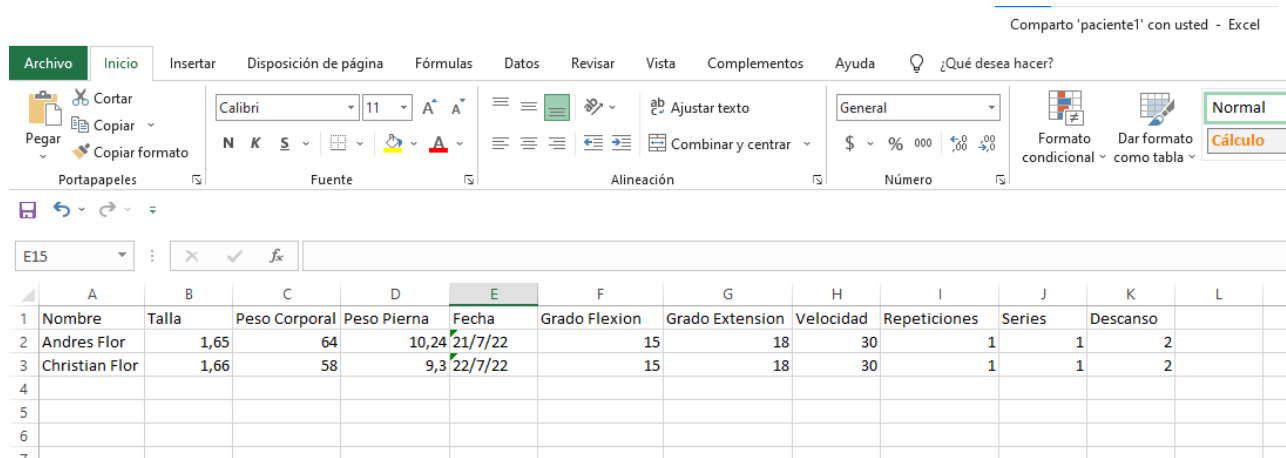 Comparto 'paciente1' con usted - Excel
Archivo Inicio Insertar Disposición de página Fórmulas Datos Revisar Vista Complementos Ayuda ¿Qué desea hacer?
Cortar
Copiar
Copiar formato
Pegar
Portapapeles
Calibri 11 A A
N K S A
Fuente
ab Ajustar texto
Combinar y centrar
Alineación
General
$ % 000 ,00 ,0
Número
Formato condicional
Dar formato como tabla
Normal
Cálculo
E15 fx
A B C D E F G H I J K L
1 Nombre Talla Peso Corporal Peso Pierna Fecha Grado Flexion Grado Extension Velocidad Repeticiones Series Descanso
2 Andres Flor 1,65 64 10,24 21/7/22 15 18 30 1 1 2
3 Christian Flor 1,66 58 9,3 22/7/22 15 18 30 1 1 2
4
5
6